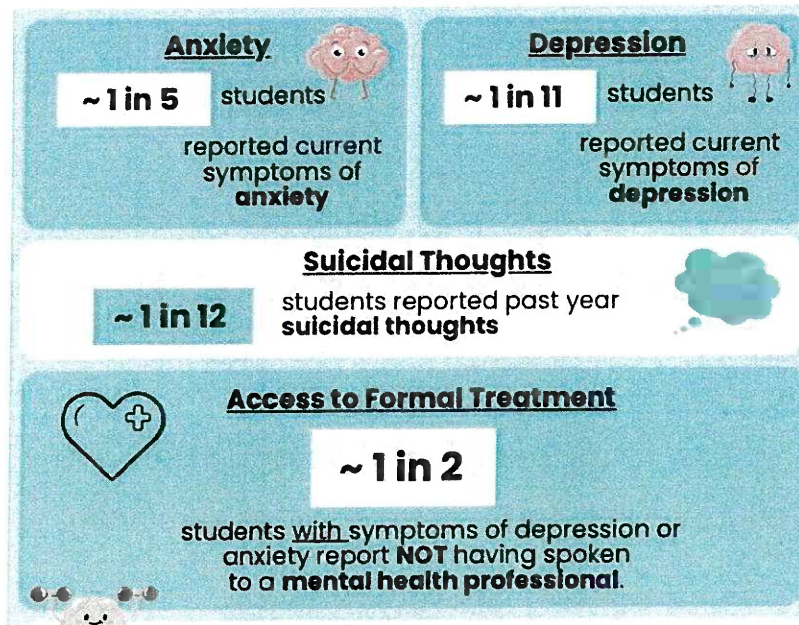 Anxiety
~ 1 in 5 students
reported current
symptoms of
anxiety
Depression
~ 1 in 11 students
reported current
symptoms of
depression
Suicidal Thoughts
~ 1 in 12 students reported past year
suicidal thoughts
Access to Formal Treatment
~ 1 in 2
students with symptoms of depression or
anxiety report NOT having spoken
to a mental health professional.